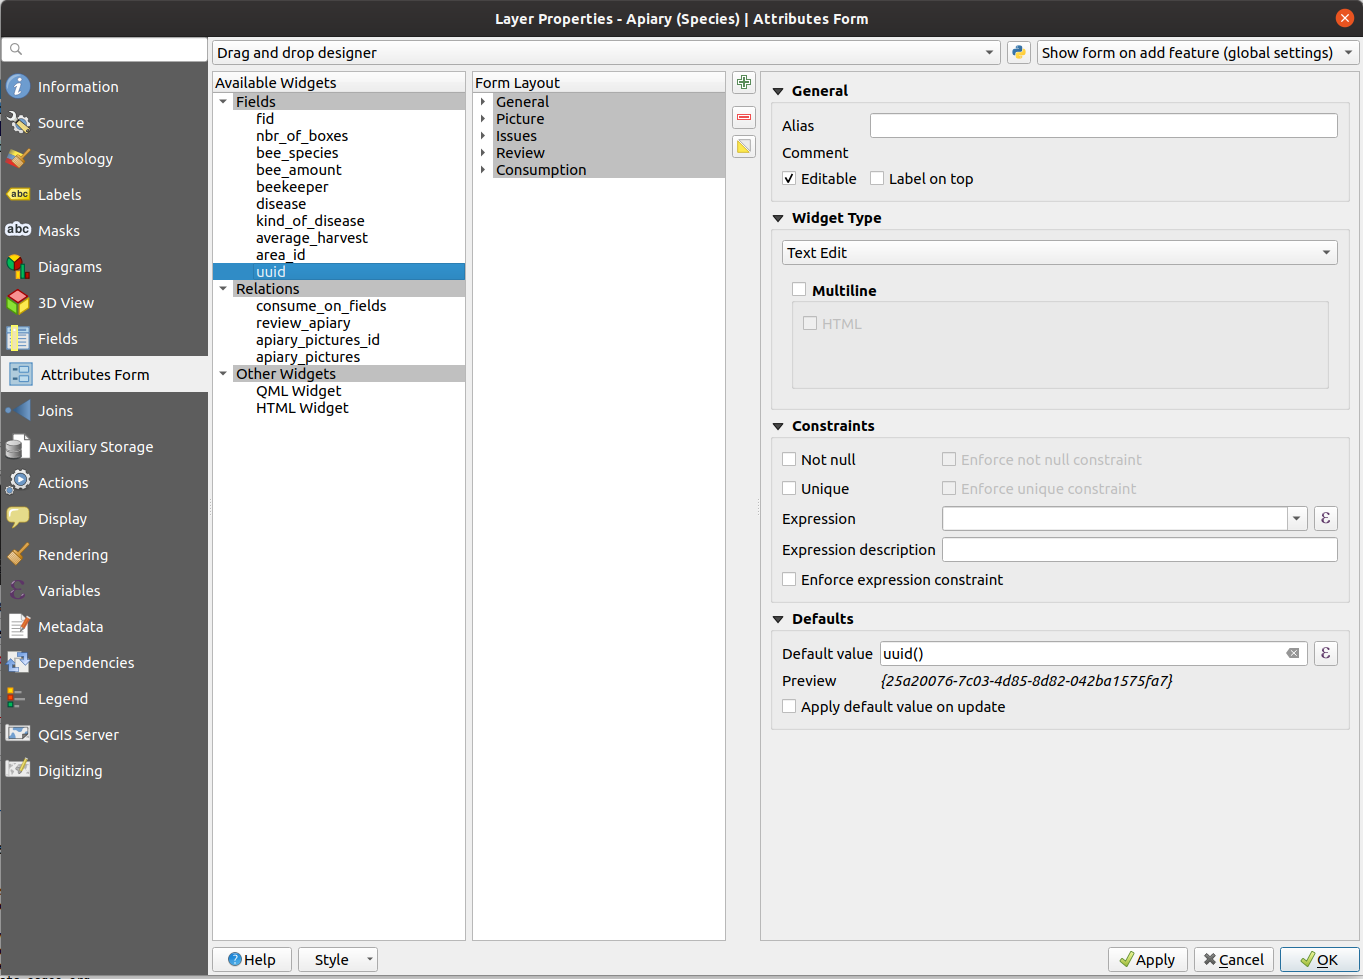 Layer Properties - Apiary (Species) | Attributes Form
Information
Source
Symbology
abc Labels
abc Masks
Diagrams
3D View
Fields
Attributes Form
Joins
Auxiliary Storage
Actions
Display
Rendering
Variables
Metadata
Dependencies
Legend
QGIS Server
Digitizing
Drag and drop designer
Show form on add feature (global settings)
Available Widgets
Fields
fid
nbr_of_boxes
bee_species
bee_amount
beekeeper
disease
kind_of_disease
average_harvest
area_id
uuid
Relations
consume_on_fields
review_apiary
apiary_pictures_id
apiary_pictures
Other Widgets
QML Widget
HTML Widget
Form Layout
General
Picture
Issues
Review
Consumption
General
Alias
Comment
Editable Label on top
Widget Type
Text Edit
Multiline
HTML
Constraints
Not null Enforce not null constraint
Unique Enforce unique constraint
Expression ε
Expression description
Enforce expression constraint
Defaults
Default value uuid() ε
Preview {25a20076-7c03-4d85-8d82-042ba1575fa7}
Apply default value on update
Help Style Apply Cancel OK